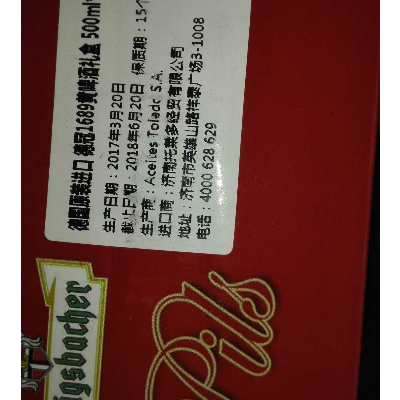 德国原装进口 德冠1689黄啤酒礼盒 500ml
生产日期：2017年3月20日
截止日期：2018年6月20日 保质期：15个
生产商：Aceites Toledo S.A.
进口商：济南托莱多经贸有限公司
地址：济南市英雄山路祥泰广场3-1008
电话：4000 628 629
igsbacher
Pils